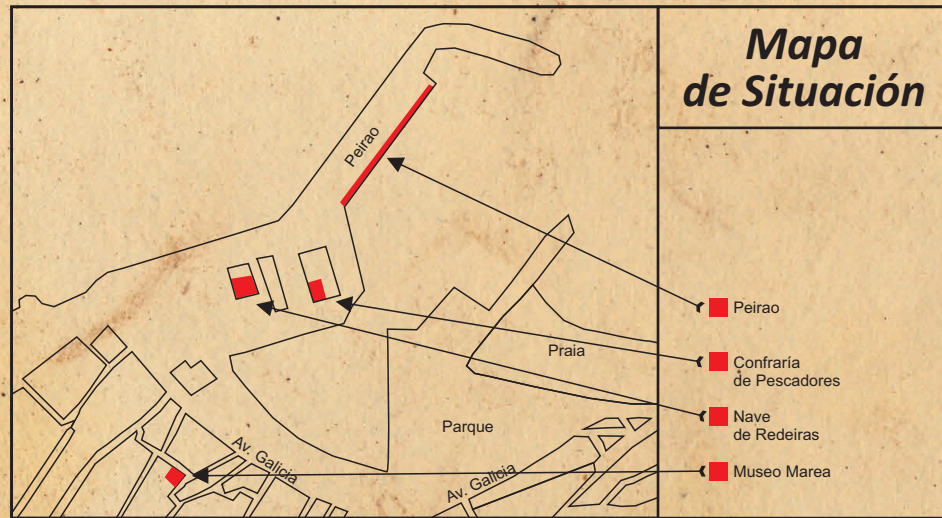 Mapa
de Situación
Peirao
Praia
Parque
Av. Galicia
Av. Galicia
Peirao
Confraría
de Pescadores
Nave
de Redeiras
Museo Marea